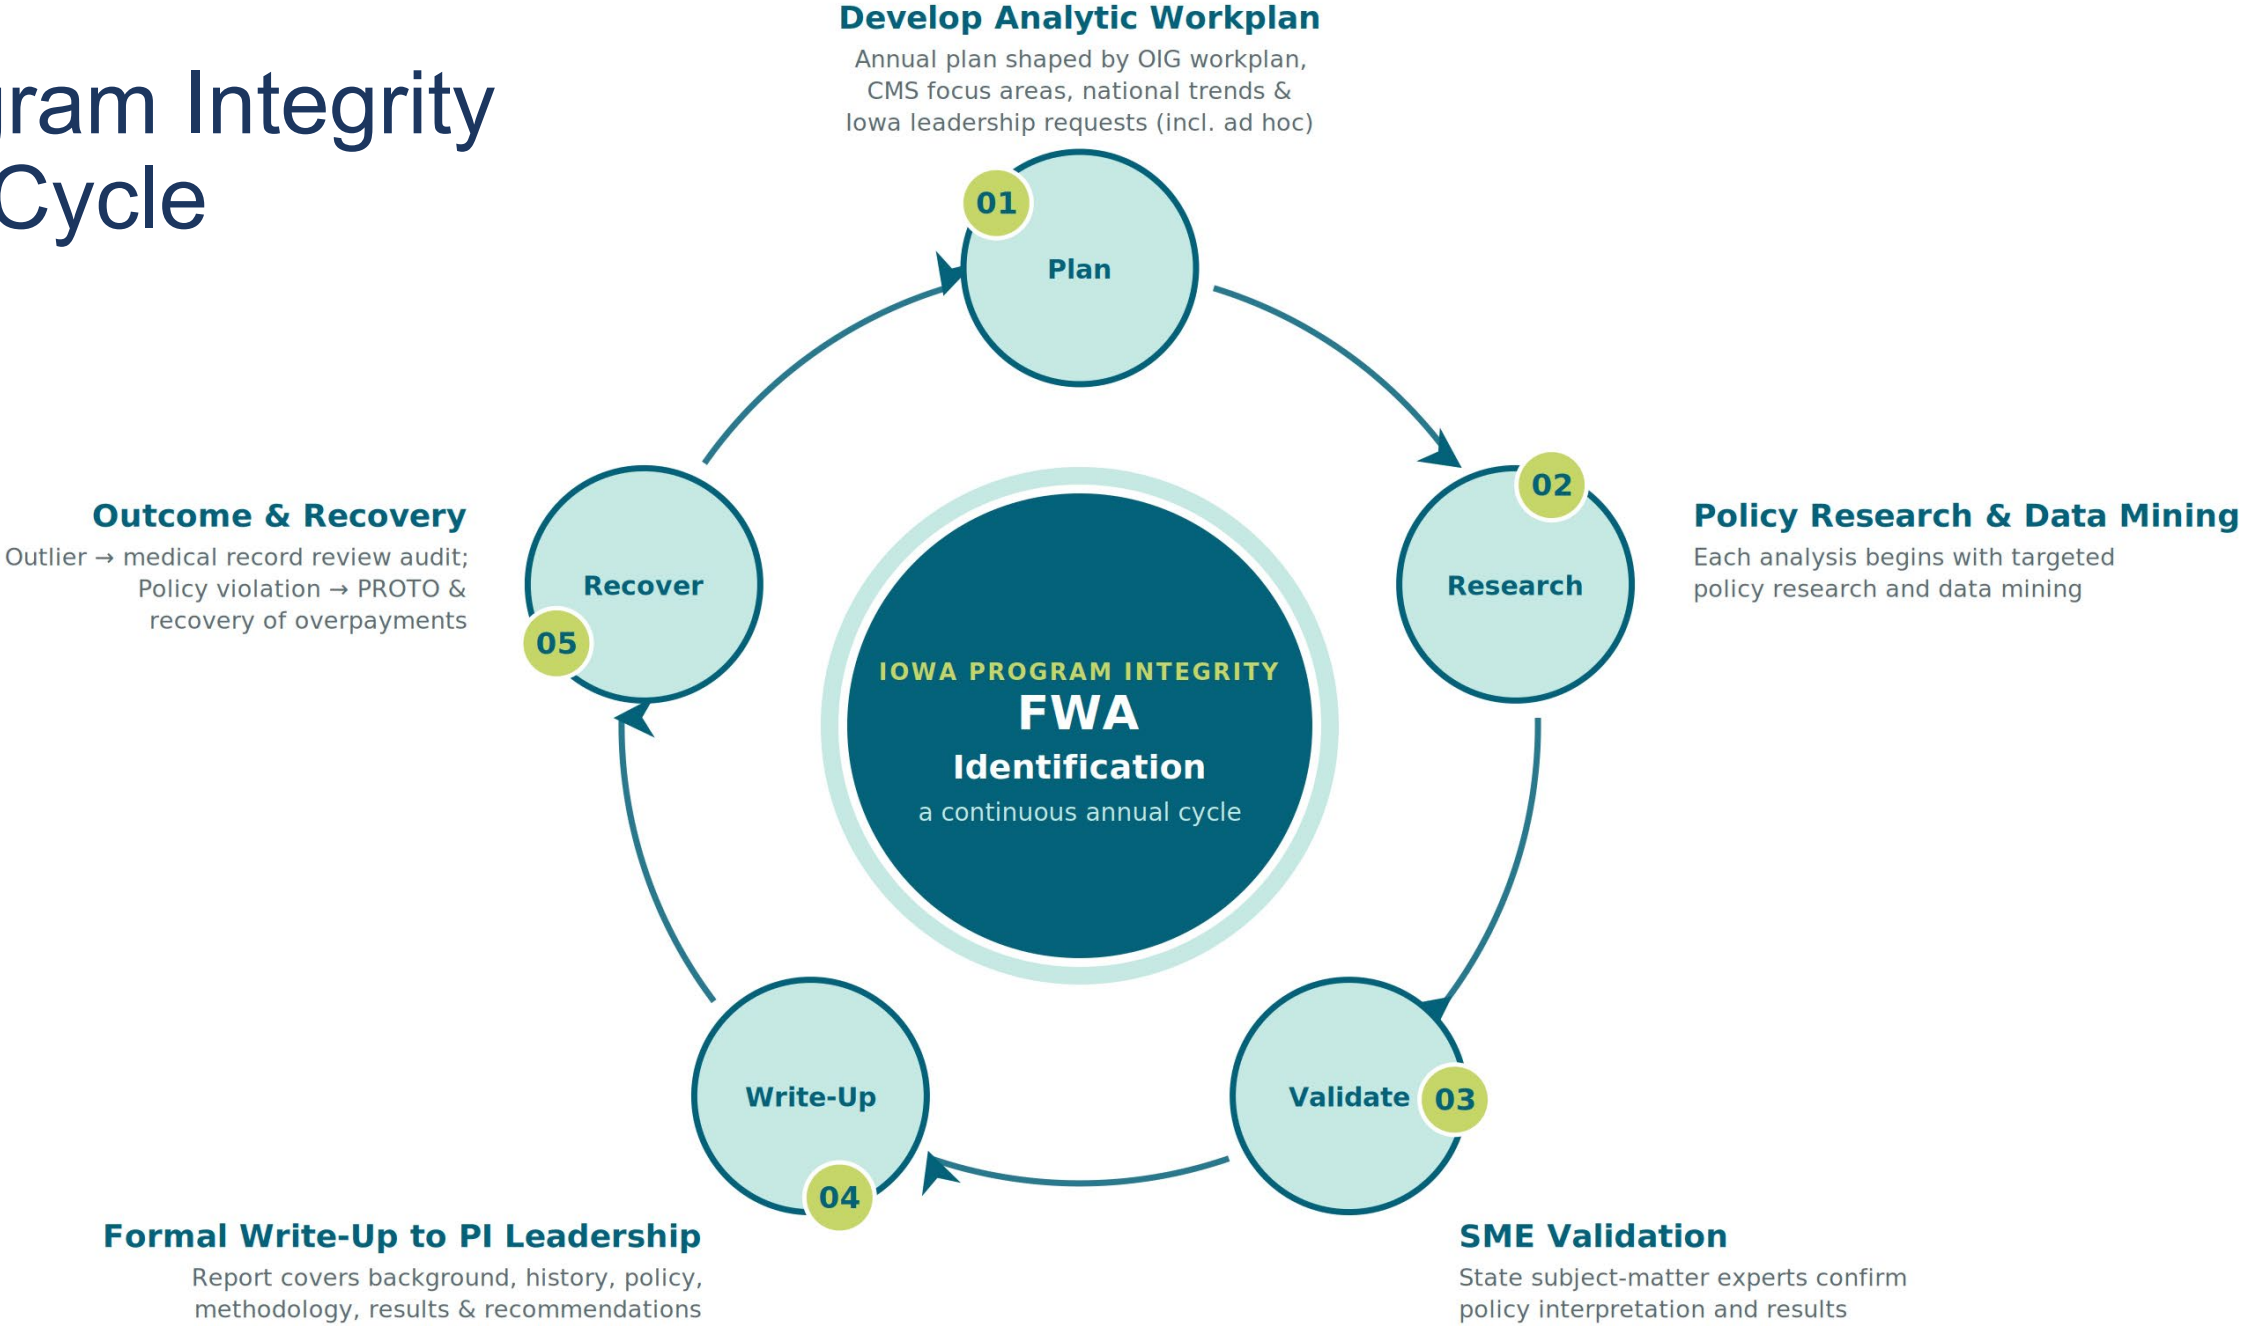 gram Integrity
Cycle
Develop Analytic Workplan
Annual plan shaped by OIG workplan,
CMS focus areas, national trends &
Iowa leadership requests (incl. ad hoc)
01
Plan
02
Research
Policy Research & Data Mining
Each analysis begins with targeted
policy research and data mining
Outcome & Recovery
Outlier → medical record review audit;
Policy violation → PROTO &
recovery of overpayments
Recover
05
IOWA PROGRAM INTEGRITY
FWA
Identification
a continuous annual cycle
Validate
03
SME Validation
State subject-matter experts confirm
policy interpretation and results
Write-Up
04
Formal Write-Up to PI Leadership
Report covers background, history, policy,
methodology, results & recommendations